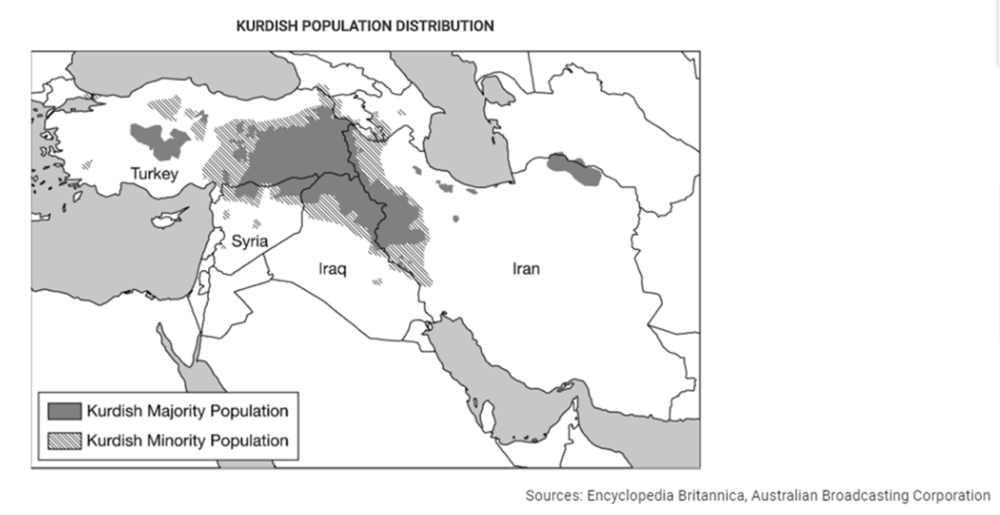 KURDISH POPULATION DISTRIBUTION
Turkey
Syria
Iraq
Iran
Kurdish Majority Population
Kurdish Minority Population
Sources: Encyclopedia Britannica, Australian Broadcasting Corporation